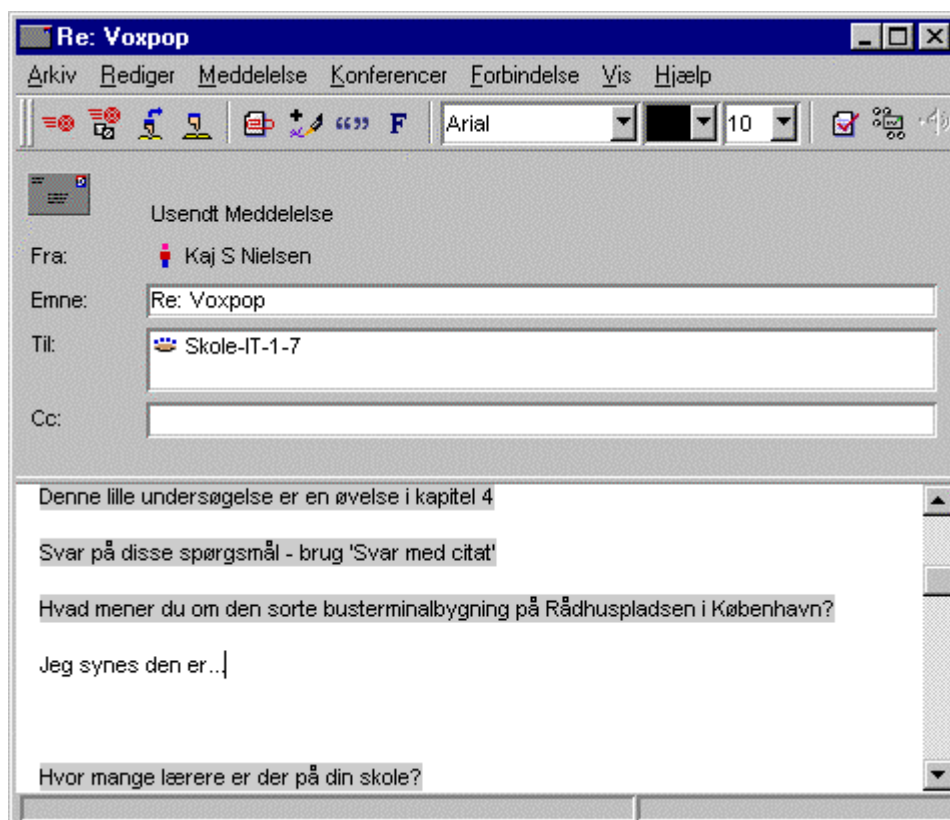 Re: Voxpop
Arkiv Rediger Meddelelse Konferencer Forbindelse Vis Hjælp
F Arial 10
Usendt Meddelelse
Fra: Kaj S Nielsen
Emne: Re: Voxpop
Til: Skole-IT-1-7
Cc:
Denne lille undersøgelse er en øvelse i kapitel 4
Svar på disse spørgsmål - brug 'Svar med citat'
Hvad mener du om den sorte busterminalbygning på Rådhuspladsen i København?
Jeg synes den er...
Hvor mange lærere er der på din skole?